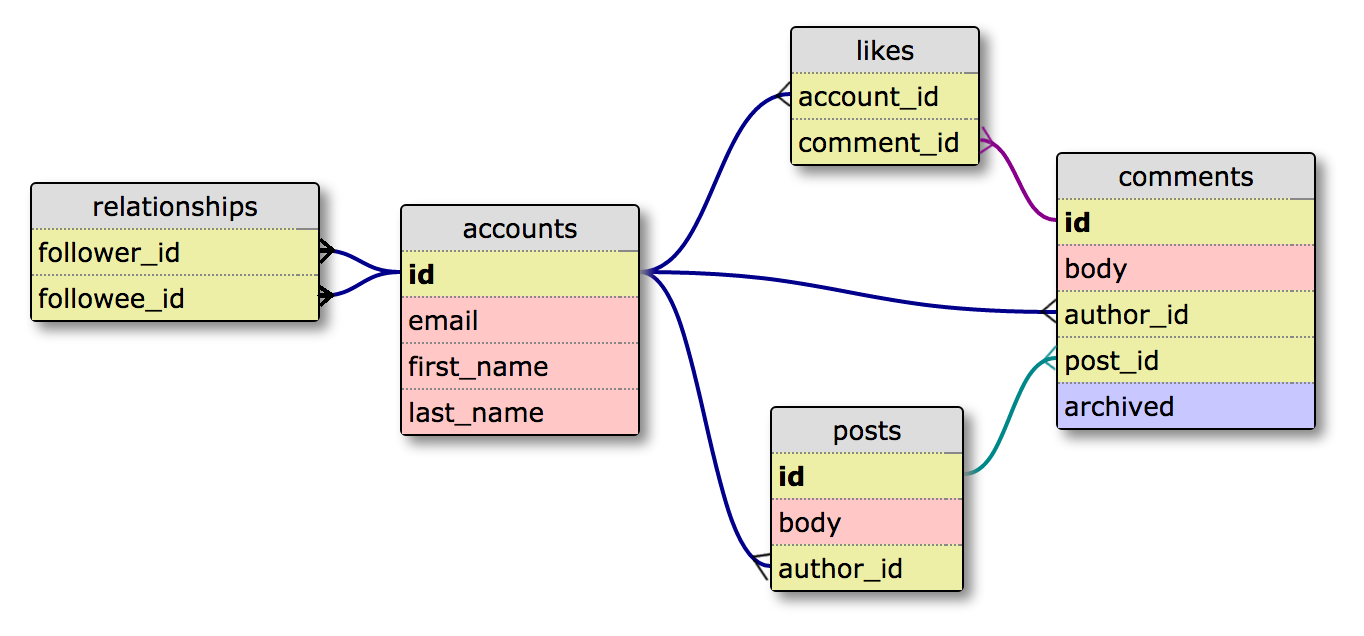 relationships
follower_id
followee_id
accounts
id
email
first_name
last_name
likes
account_id
comment_id
comments
id
body
author_id
post_id
archived
posts
id
body
author_id